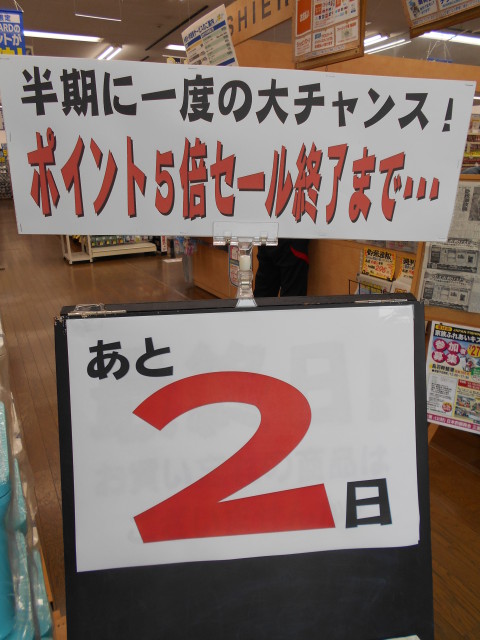 半期に一度の大チャンス！
ポイント５倍セール終了まで…
あと
2日